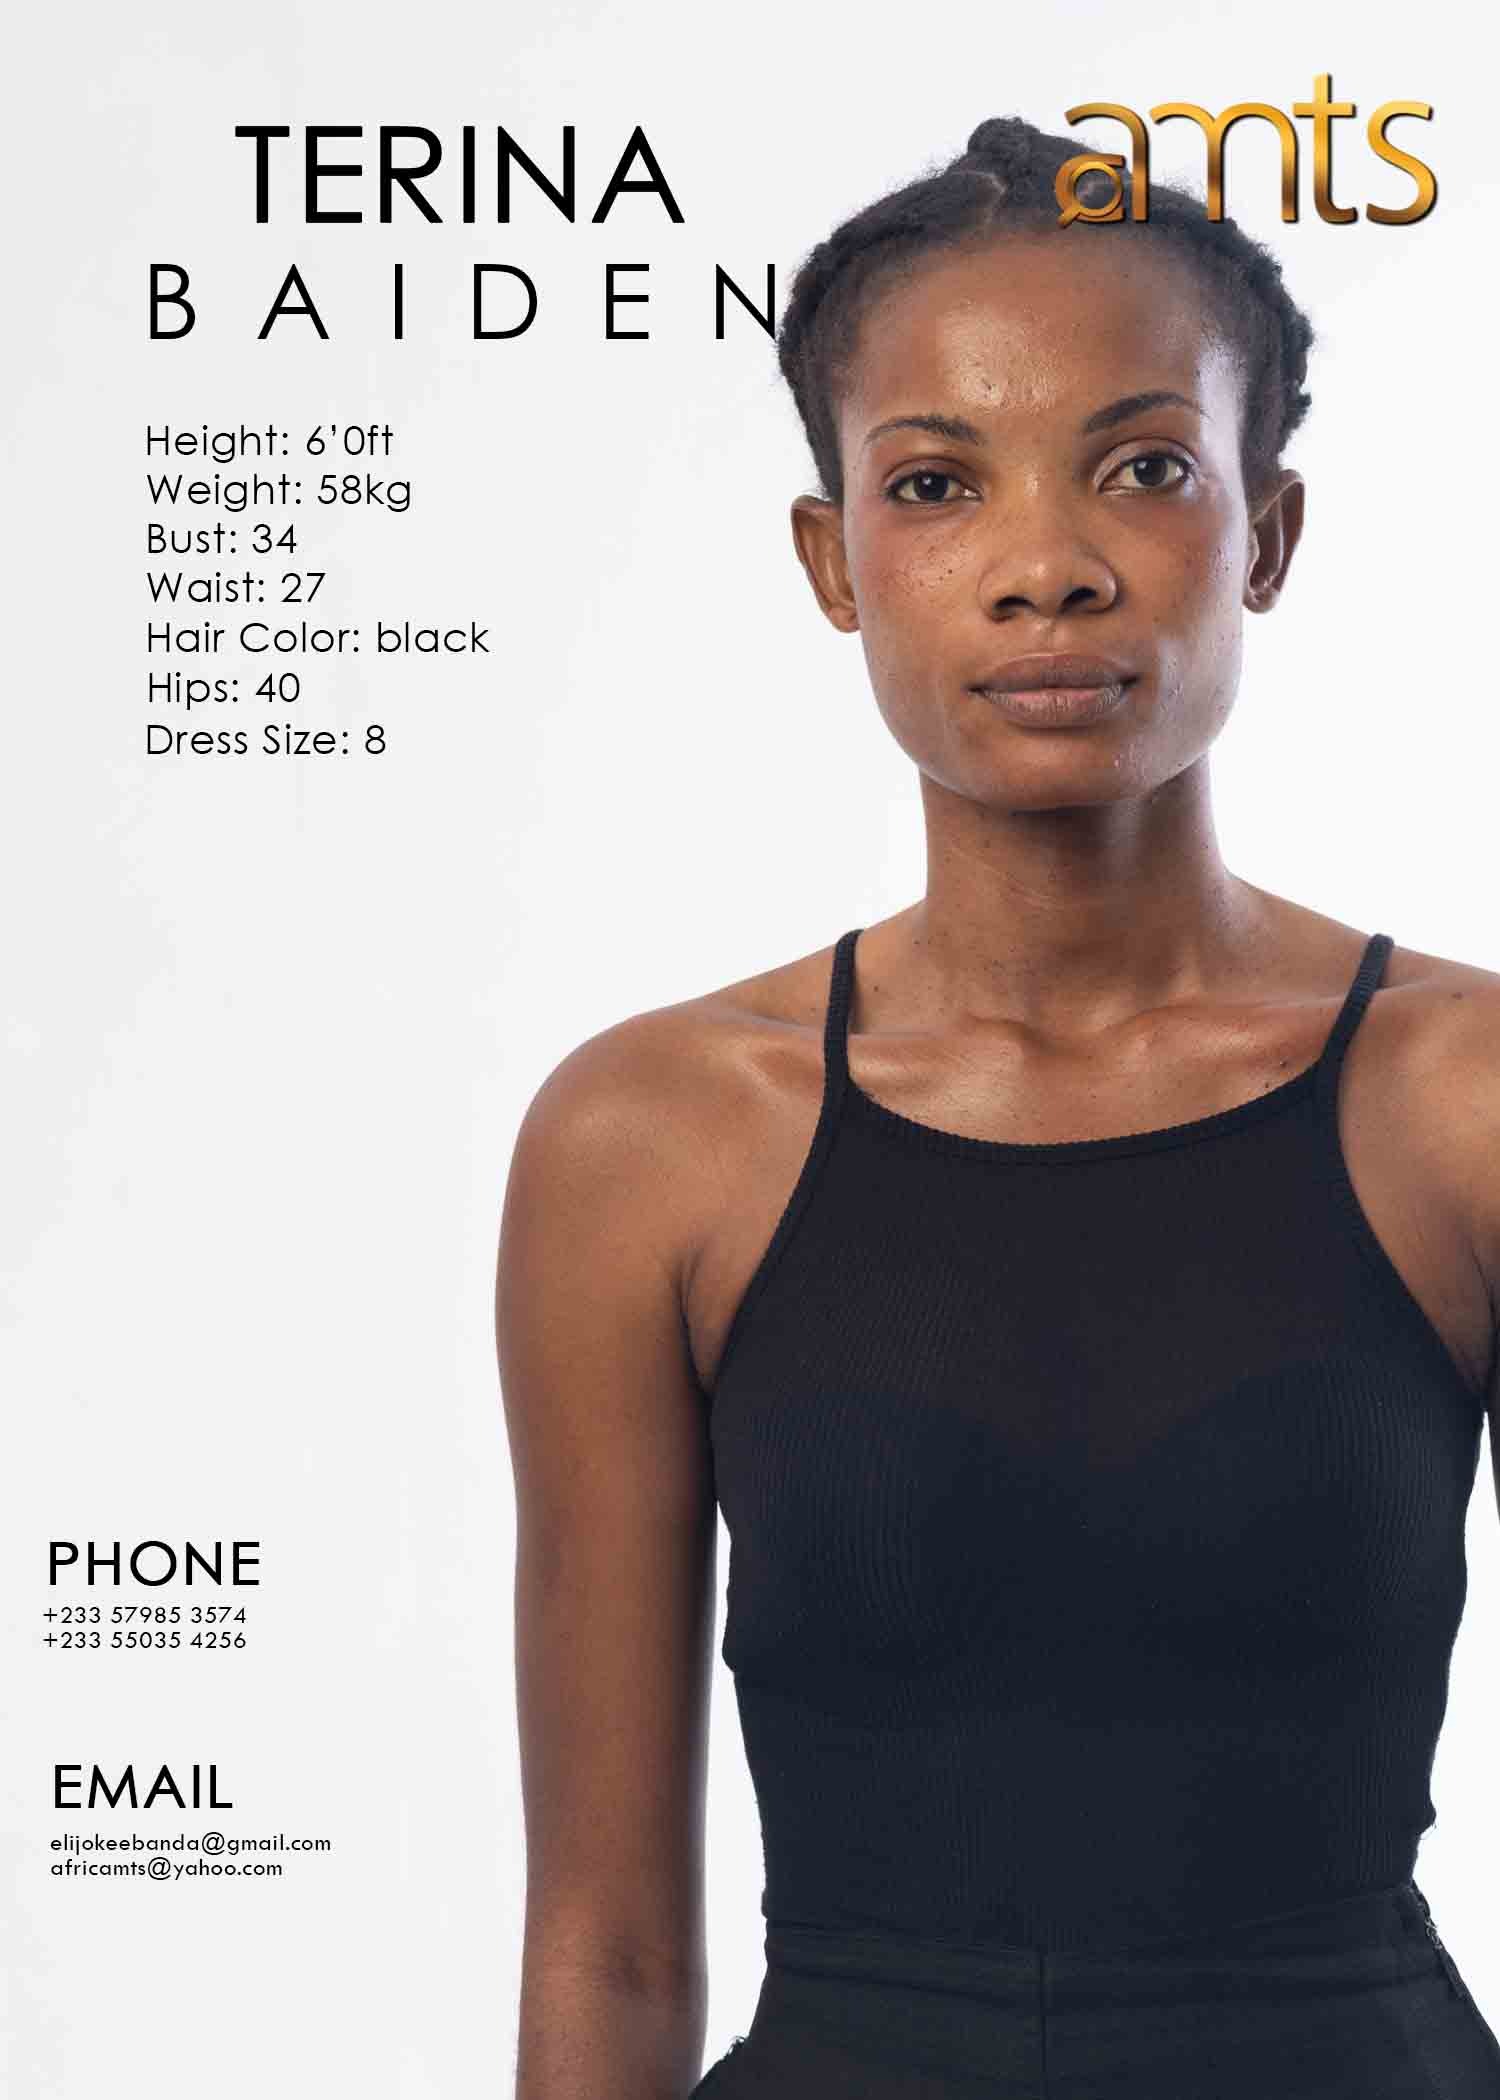 amts
TERINA
BAIDEN
Height: 6’0ft
Weight: 58kg
Bust: 34
Waist: 27
Hair Color: black
Hips: 40
Dress Size: 8
PHONE
+233 57985 3574
+233 55035 4256
EMAIL
elijokeebanda@gmail.com
africamts@yahoo.com